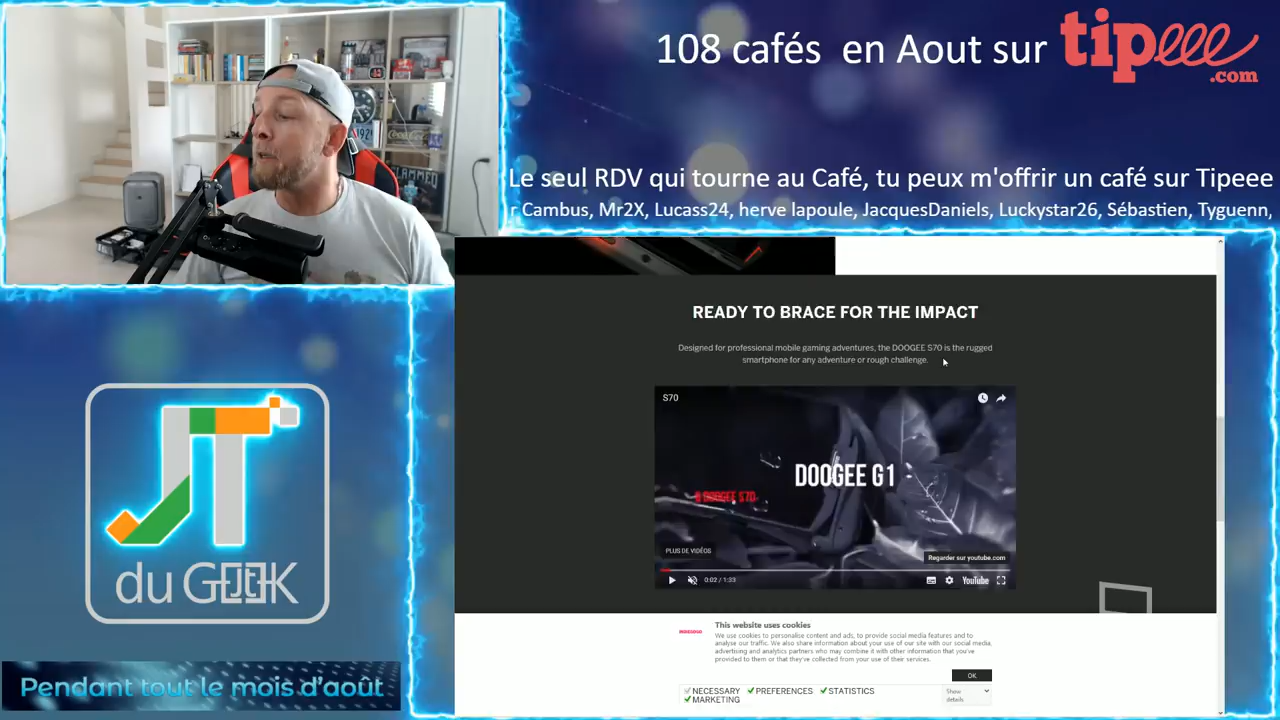 108 cafés en Aout sur tipeee.com
Le seul RDV qui tourne au Café, tu peux m'offrir un café sur Tipeee
r Cambus, Mr2X, Lucass24, herve lapoule, JacquesDaniels, Luckystar26, Sébastien, Tyguenn,
SLAMMED
READY TO BRACE FOR THE IMPACT
Designed for professional mobile gaming adventures, the DOOGEE S70 is the rugged
smartphone for any adventure or rough challenge.
S70
DOOGEE G1
DOOGEE S70
PLUS DE VIDÉOS
Regarder sur youtube.com
0:02 / 1:33
YouTube
JT
du GEEK
Pendant tout le mois d'août
This website uses cookies
We use cookies to personalise content and ads, to provide social media features and to
analyse our traffic. We also share information about your use of our site with our social media,
advertising and analytics partners who may combine it with other information that you've
provided to them or that they've collected from your use of their services.
OK
NECESSARY PREFERENCES STATISTICS
MARKETING
Show
details